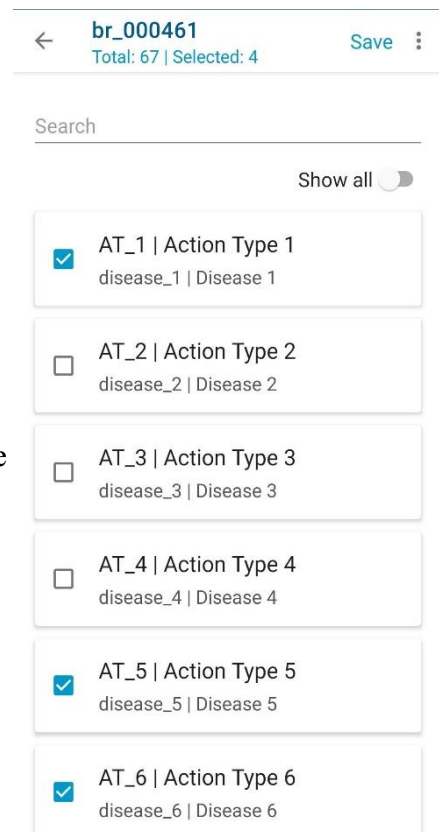 br_000461
Save
Total: 67 | Selected: 4
Search
Show all
AT_1 | Action Type 1
disease_1 | Disease 1
AT_2 | Action Type 2
disease_2 | Disease 2
e
AT_3 | Action Type 3
disease_3 | Disease 3
AT_4 | Action Type 4
disease_4 | Disease 4
AT_5 | Action Type 5
disease_5 | Disease 5
AT_6 | Action Type 6
disease_6 | Disease 6